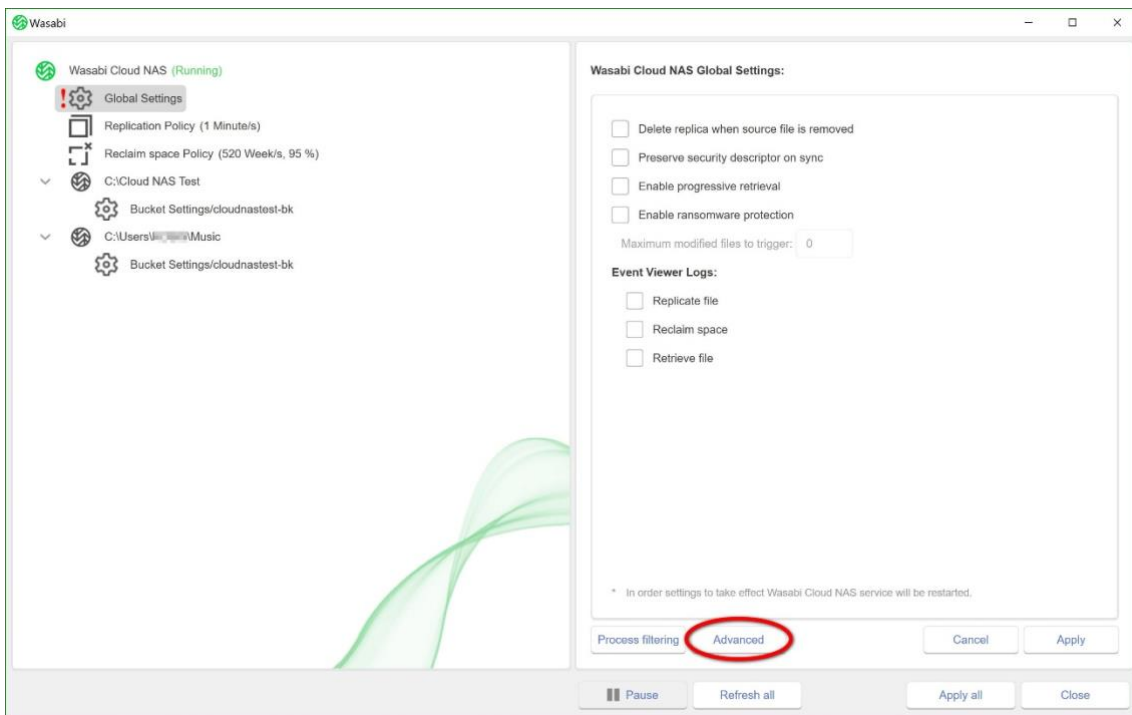 Wasabi
Wasabi Cloud NAS (Running)
! Global Settings
Replication Policy (1 Minute/s)
Reclaim space Policy (520 Week/s, 95 %)
C:\Cloud NAS Test
Bucket Settings/cloudnastest-bk
C:\Users\ \Music
Bucket Settings/cloudnastest-bk
Wasabi Cloud NAS Global Settings:
Delete replica when source file is removed
Preserve security descriptor on sync
Enable progressive retrieval
Enable ransomware protection
Maximum modified files to trigger: 0
Event Viewer Logs:
Replicate file
Reclaim space
Retrieve file
* In order settings to take effect Wasabi Cloud NAS service will be restarted.
Process filtering Advanced Cancel Apply
Pause Refresh all Apply all Close